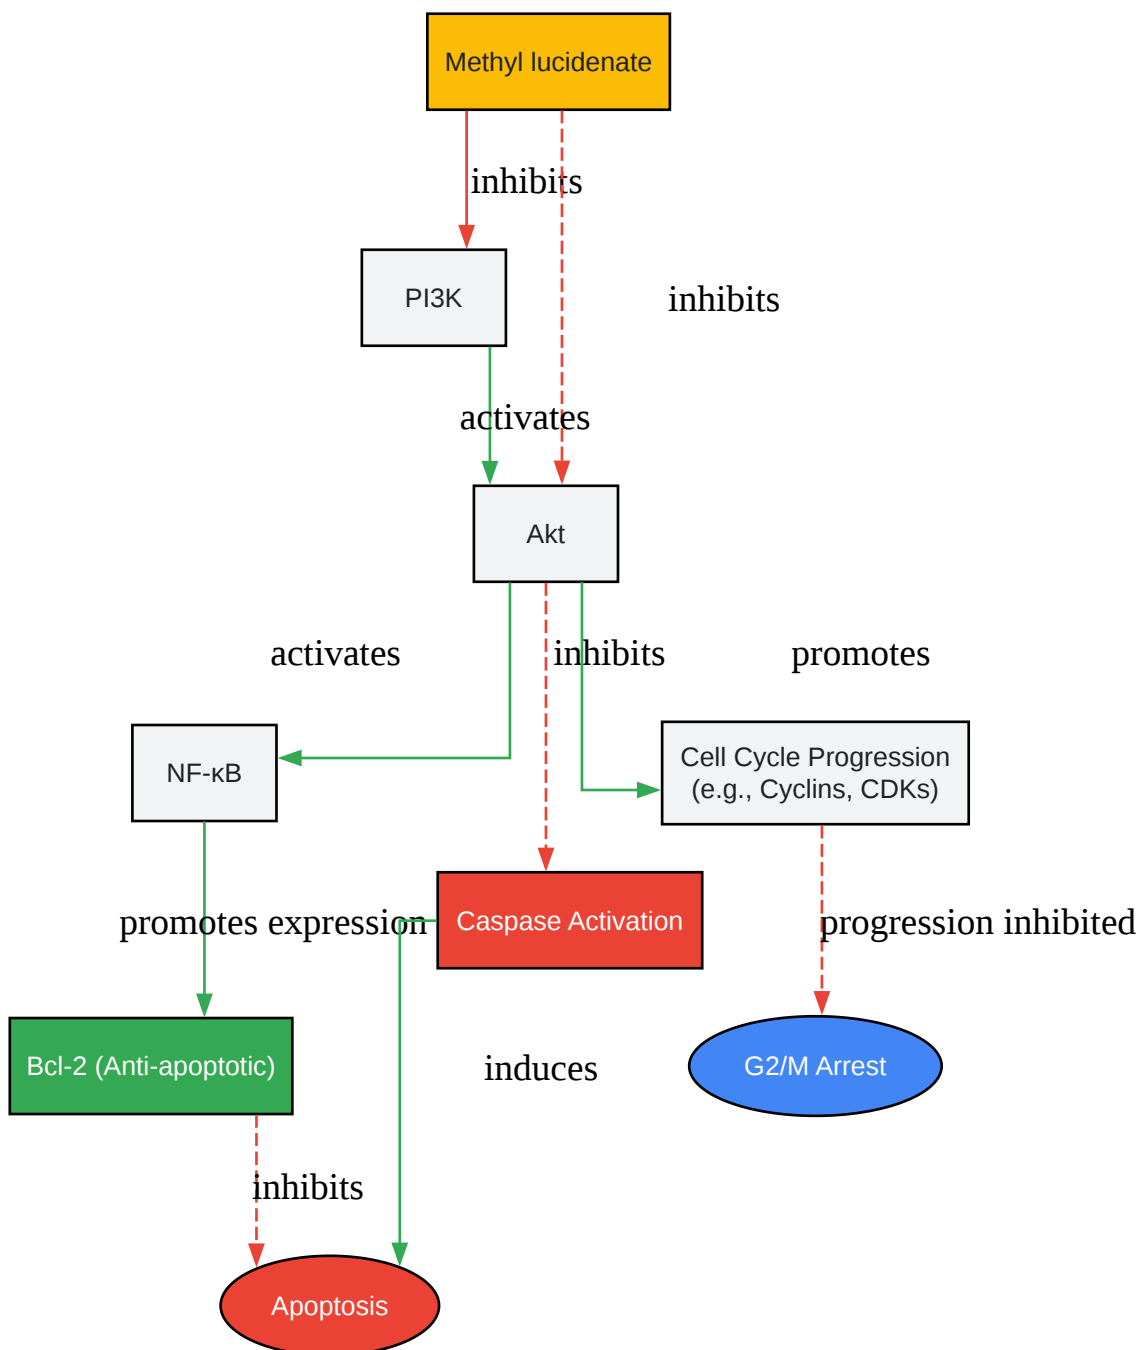 Methyl lucidenate
inhibits
PI3K
inhibits
activates
Akt
activates
inhibits
promotes
NF-κB
Cell Cycle Progression
(e.g., Cyclins, CDKs)
promotes expression
Caspase Activation
progression inhibited
Bcl-2 (Anti-apoptotic)
induces
G2/M Arrest
inhibits
Apoptosis